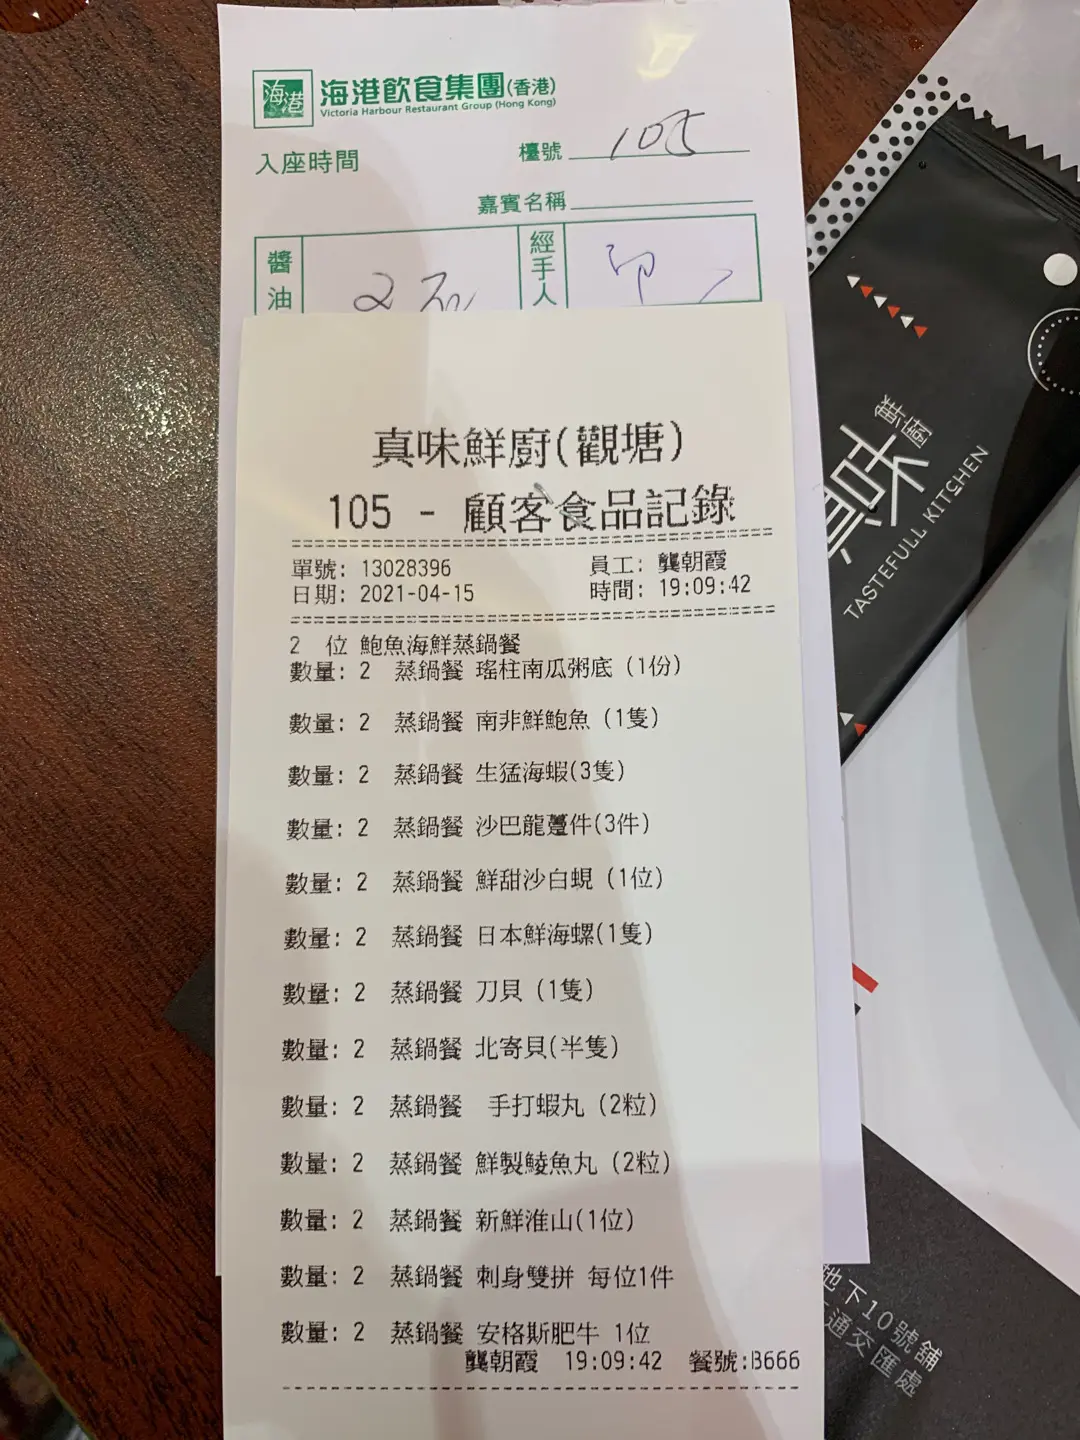 海港
海港飲食集團(香港)
Victoria Harbour Restaurant Group (Hong Kong)
入座時間
檯號 105
嘉賓名稱
醬油
經手人
2
真味鮮廚(觀塘)
105 - 顧客食品記錄
單號: 13028396 員工: 龔朝霞
日期: 2021-04-15 時間: 19:09:42
2 位 鮑魚海鮮蒸鍋餐
數量: 2 蒸鍋餐 瑤柱南瓜粥底 (1份)
數量: 2 蒸鍋餐 南非鮮鮑魚 (1隻)
數量: 2 蒸鍋餐 生猛海蝦(3隻)
數量: 2 蒸鍋餐 沙巴龍躉件(3件)
數量: 2 蒸鍋餐 鮮甜沙白蜆 (1位)
數量: 2 蒸鍋餐 日本鮮海螺(1隻)
數量: 2 蒸鍋餐 刀貝 (1隻)
數量: 2 蒸鍋餐 北寄貝(半隻)
數量: 2 蒸鍋餐 手打蝦丸 (2粒)
數量: 2 蒸鍋餐 鮮製鯪魚丸 (2粒)
數量: 2 蒸鍋餐 新鮮淮山(1位)
數量: 2 蒸鍋餐 刺身雙拼 每位1件
數量: 2 蒸鍋餐 安格斯肥牛 1位
龔朝霞 19:09:42 餐號:B666
真味
TASTEFULL KITCHEN
地下10號舖
通交匯處